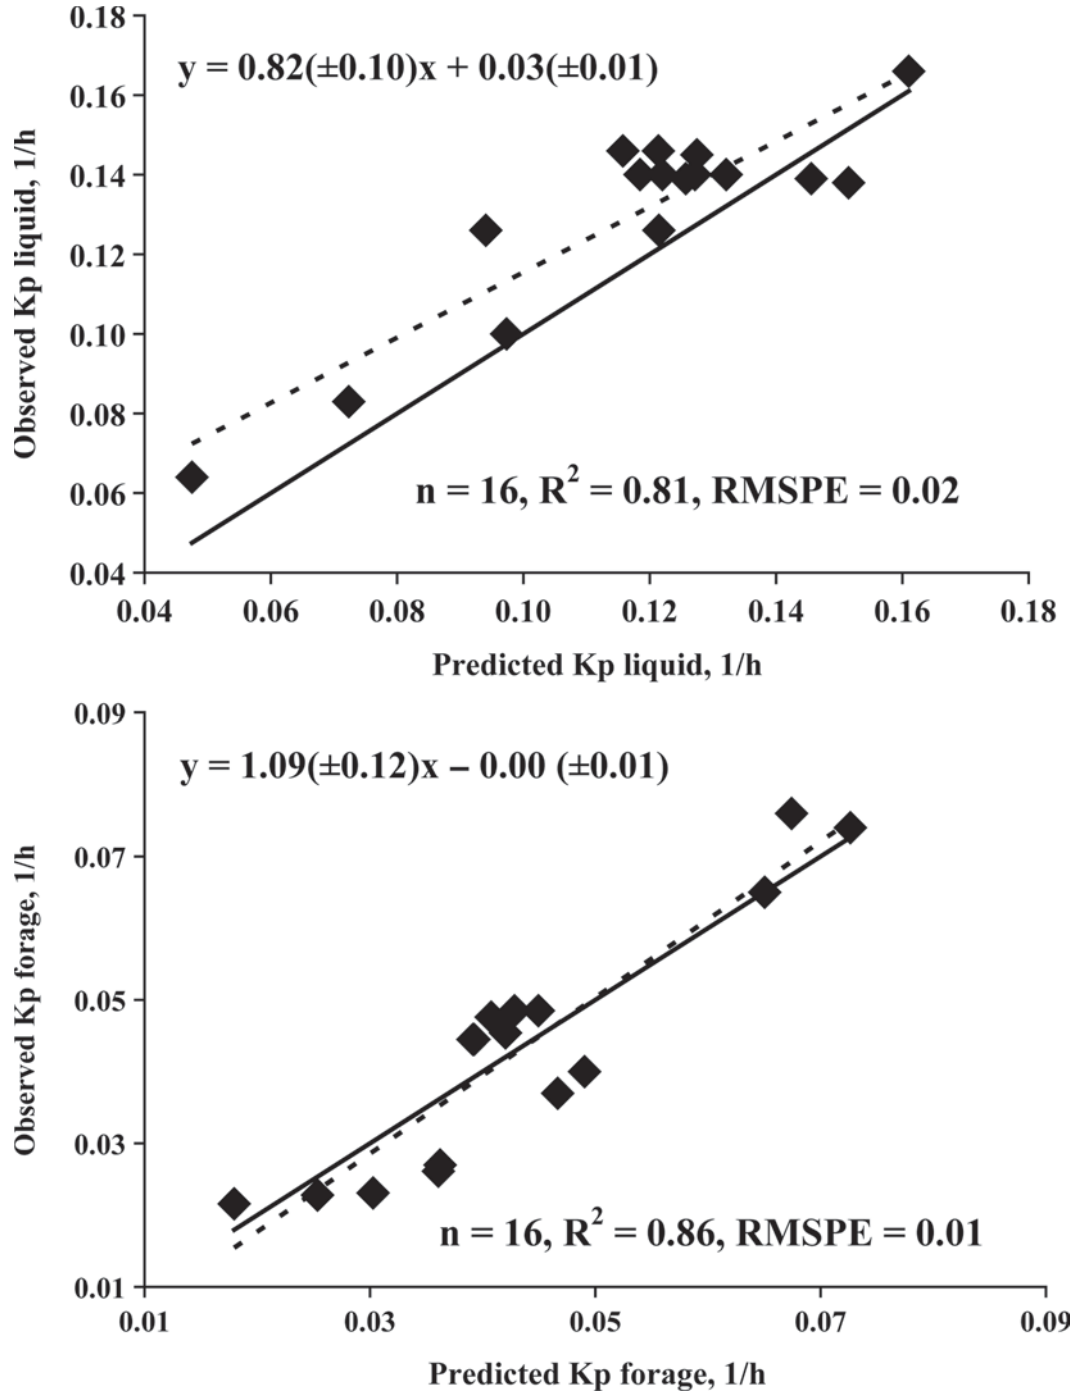 y = 0.82(±0.10)x + 0.03(±0.01)
0.18
0.16
0.14
0.12
0.10
0.08
0.06
0.04
Observed Kp liquid, 1/h
n = 16, R² = 0.81, RMSPE = 0.02
0.04 0.06 0.08 0.10 0.12 0.14 0.16 0.18
Predicted Kp liquid, 1/h
y = 1.09(±0.12)x – 0.00 (±0.01)
0.09
0.07
0.05
0.03
0.01
Observed Kp forage, 1/h
n = 16, R² = 0.86, RMSPE = 0.01
0.01 0.03 0.05 0.07 0.09
Predicted Kp forage, 1/h